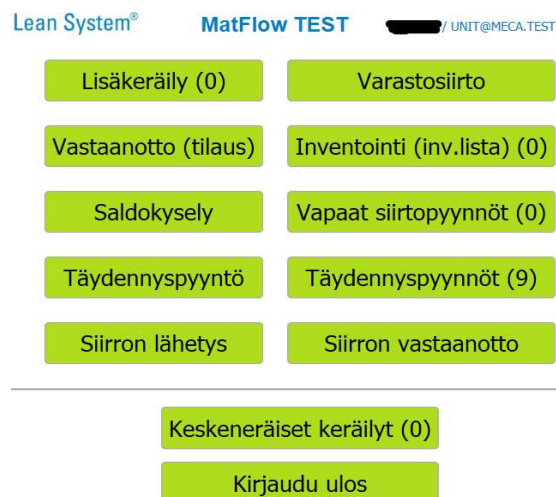 Lean System® MatFlow TEST / UNIT@MECA.TEST
Lisäkeräily (0) Varastosiirto
Vastaanotto (tilaus) Inventointi (inv.lista) (0)
Saldokysely Vapaat siirtopyynnöt (0)
Täydennyspyyntö Täydennyspyynnöt (9)
Siirron lähetys Siirron vastaanotto
Keskeneräiset keräilyt (0)
Kirjaudu ulos